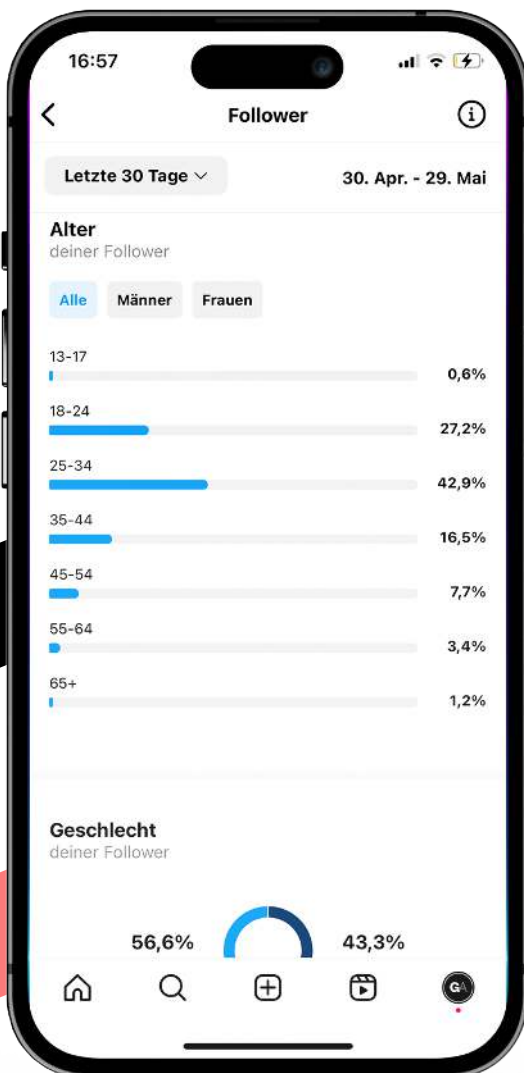 16:57
Follower
Letzte 30 Tage
30. Apr. - 29. Mai
Alter
deiner Follower
Alle Männer Frauen
13-17
0,6%
18-24
27,2%
25-34
42,9%
35-44
16,5%
45-54
7,7%
55-64
3,4%
65+
1,2%
Geschlecht
deiner Follower
56,6% 43,3%
GA